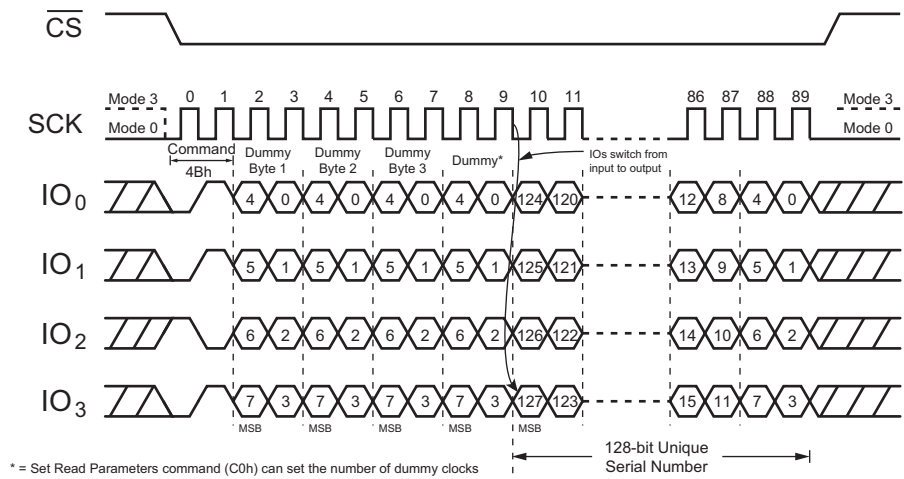 CS
SCK
Mode 3
Mode 0
0 1 2 3 4 5 6 7 8 9 10 11 86 87 88 89
Mode 3
Mode 0
Command
4Bh
Dummy
Byte 1
Dummy
Byte 2
Dummy
Byte 3
Dummy*
IOs switch from
input to output
IO0 4 0 4 0 4 0 4 0 124 120 12 8 4 0
IO1 5 1 5 1 5 1 5 1 125 121 13 9 5 1
IO2 6 2 6 2 6 2 6 2 126 122 14 10 6 2
IO3 7 3 7 3 7 3 7 3 127 123 15 11 7 3
MSB MSB MSB MSB MSB
128-bit Unique
Serial Number
* = Set Read Parameters command (C0h) can set the number of dummy clocks